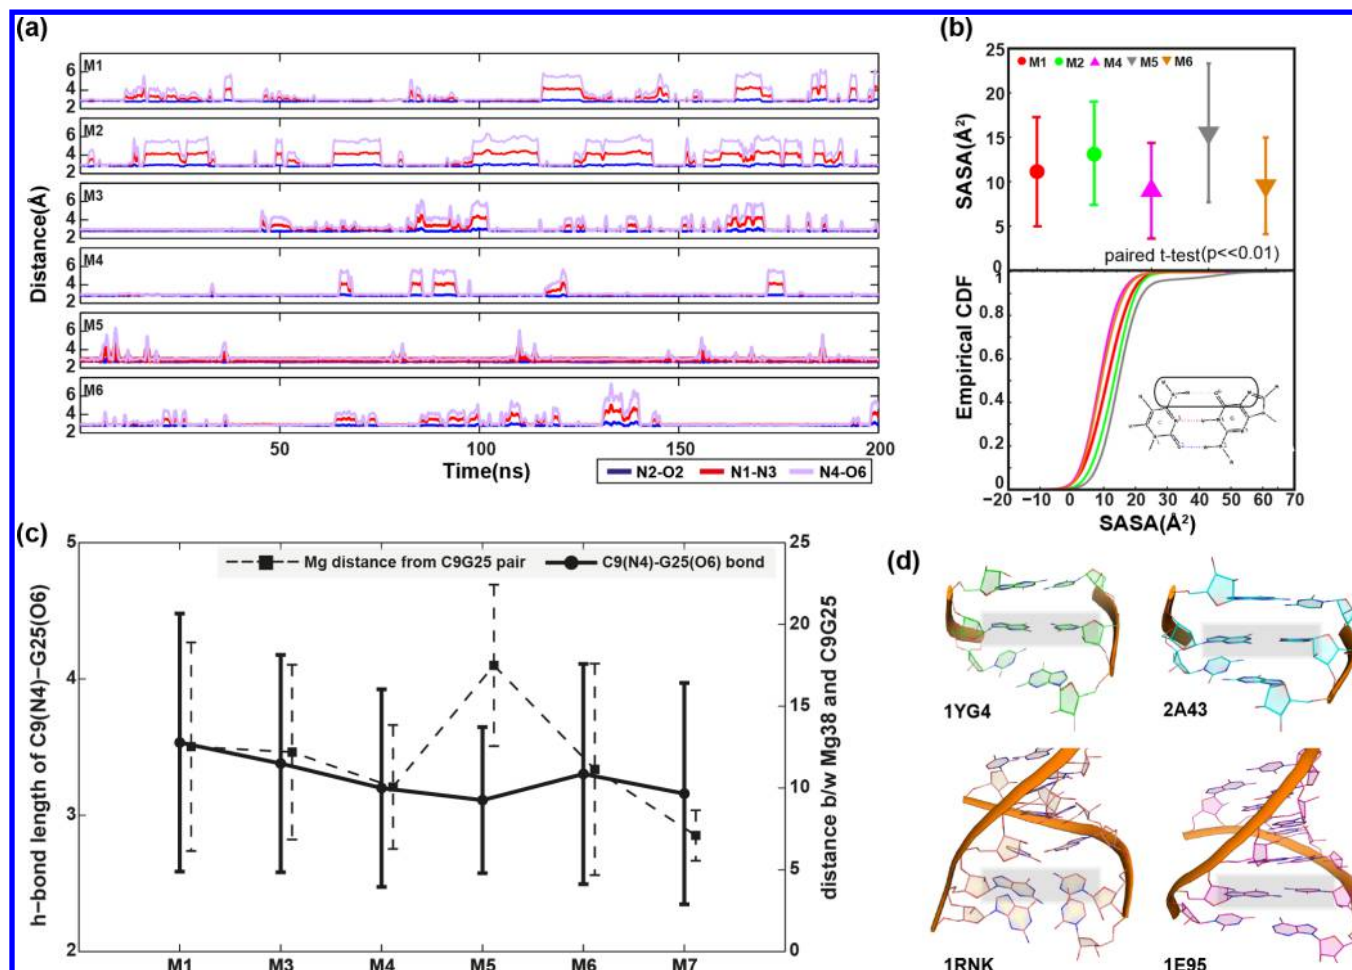 (a)
M1
M2
M3
M4
M5
M6
6
4
2
6
4
2
6
4
2
6
4
2
6
4
2
6
4
2
Distance(Å)
50
100
150
200
Time(ns)
N2-O2
N1-N3
N4-O6
(b)
25
20
15
10
5
0
SASA(Å²)
M1
M2
M4
M5
M6
paired t-test(p<<0.01)
1
0.8
0.6
0.4
0.2
0
Empirical CDF
−20
−10
0
10
20
30
40
50
60
70
SASA(Å²)
(c)
5
4
3
2
h-bond length of C9(N4)−G25(O6)
Mg distance from C9G25 pair
C9(N4)-G25(O6) bond
25
20
15
10
5
0
distance b/w Mg38 and C9G25
M1
M3
M4
M5
M6
M7
(d)
1YG4
2A43
1RNK
1E95